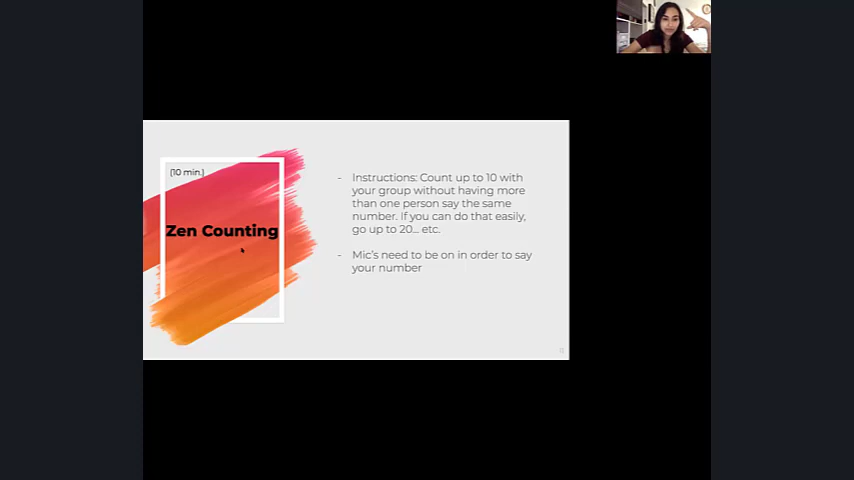 (10 min.)
Zen Counting
- Instructions: Count up to 10 with
your group without having more
than one person say the same
number. If you can do that easily,
go up to 20... etc.
- Mic's need to be on in order to say
your number